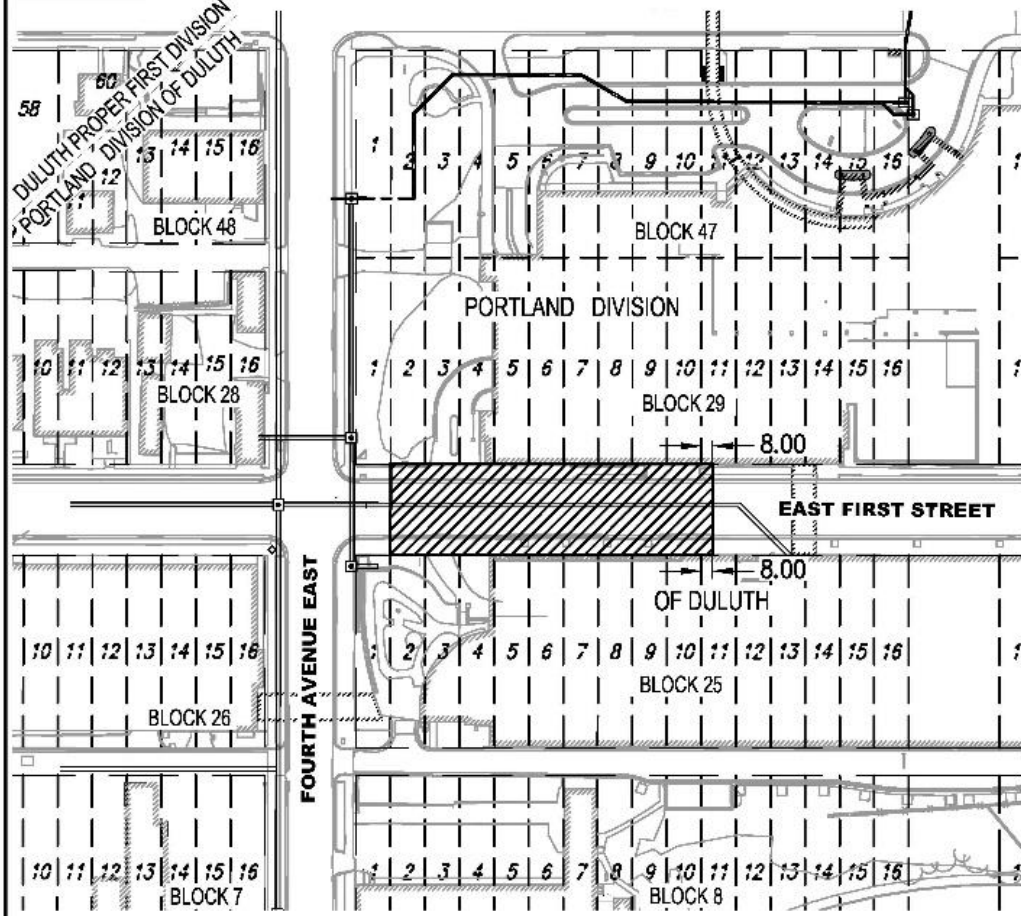 DULUTH PROPER FIRST DIVISION
PORTLAND DIVISION OF DULUTH
58
60
12
13 14 15 16
BLOCK 48
1 2 3 4 5 6 7 8 9 10 11 12 13 14 15 16
BLOCK 47
PORTLAND DIVISION
10 11 12 13 14 15 16
BLOCK 28
1 2 3 4 5 6 7 8 9 10 11 12 13 14 15 16
BLOCK 29
8.00
EAST FIRST STREET
8.00
OF DULUTH
FOURTH AVENUE EAST
10 11 12 13 14 15 16
BLOCK 26
1 2 3 4 5 6 7 8 9 10 11 12 13 14 15 16
BLOCK 25
10 11 12 13 14 15 16
BLOCK 7
1 2 3 4 5 6 7 8 9 10 11 12 13 14 15 16
BLOCK 8